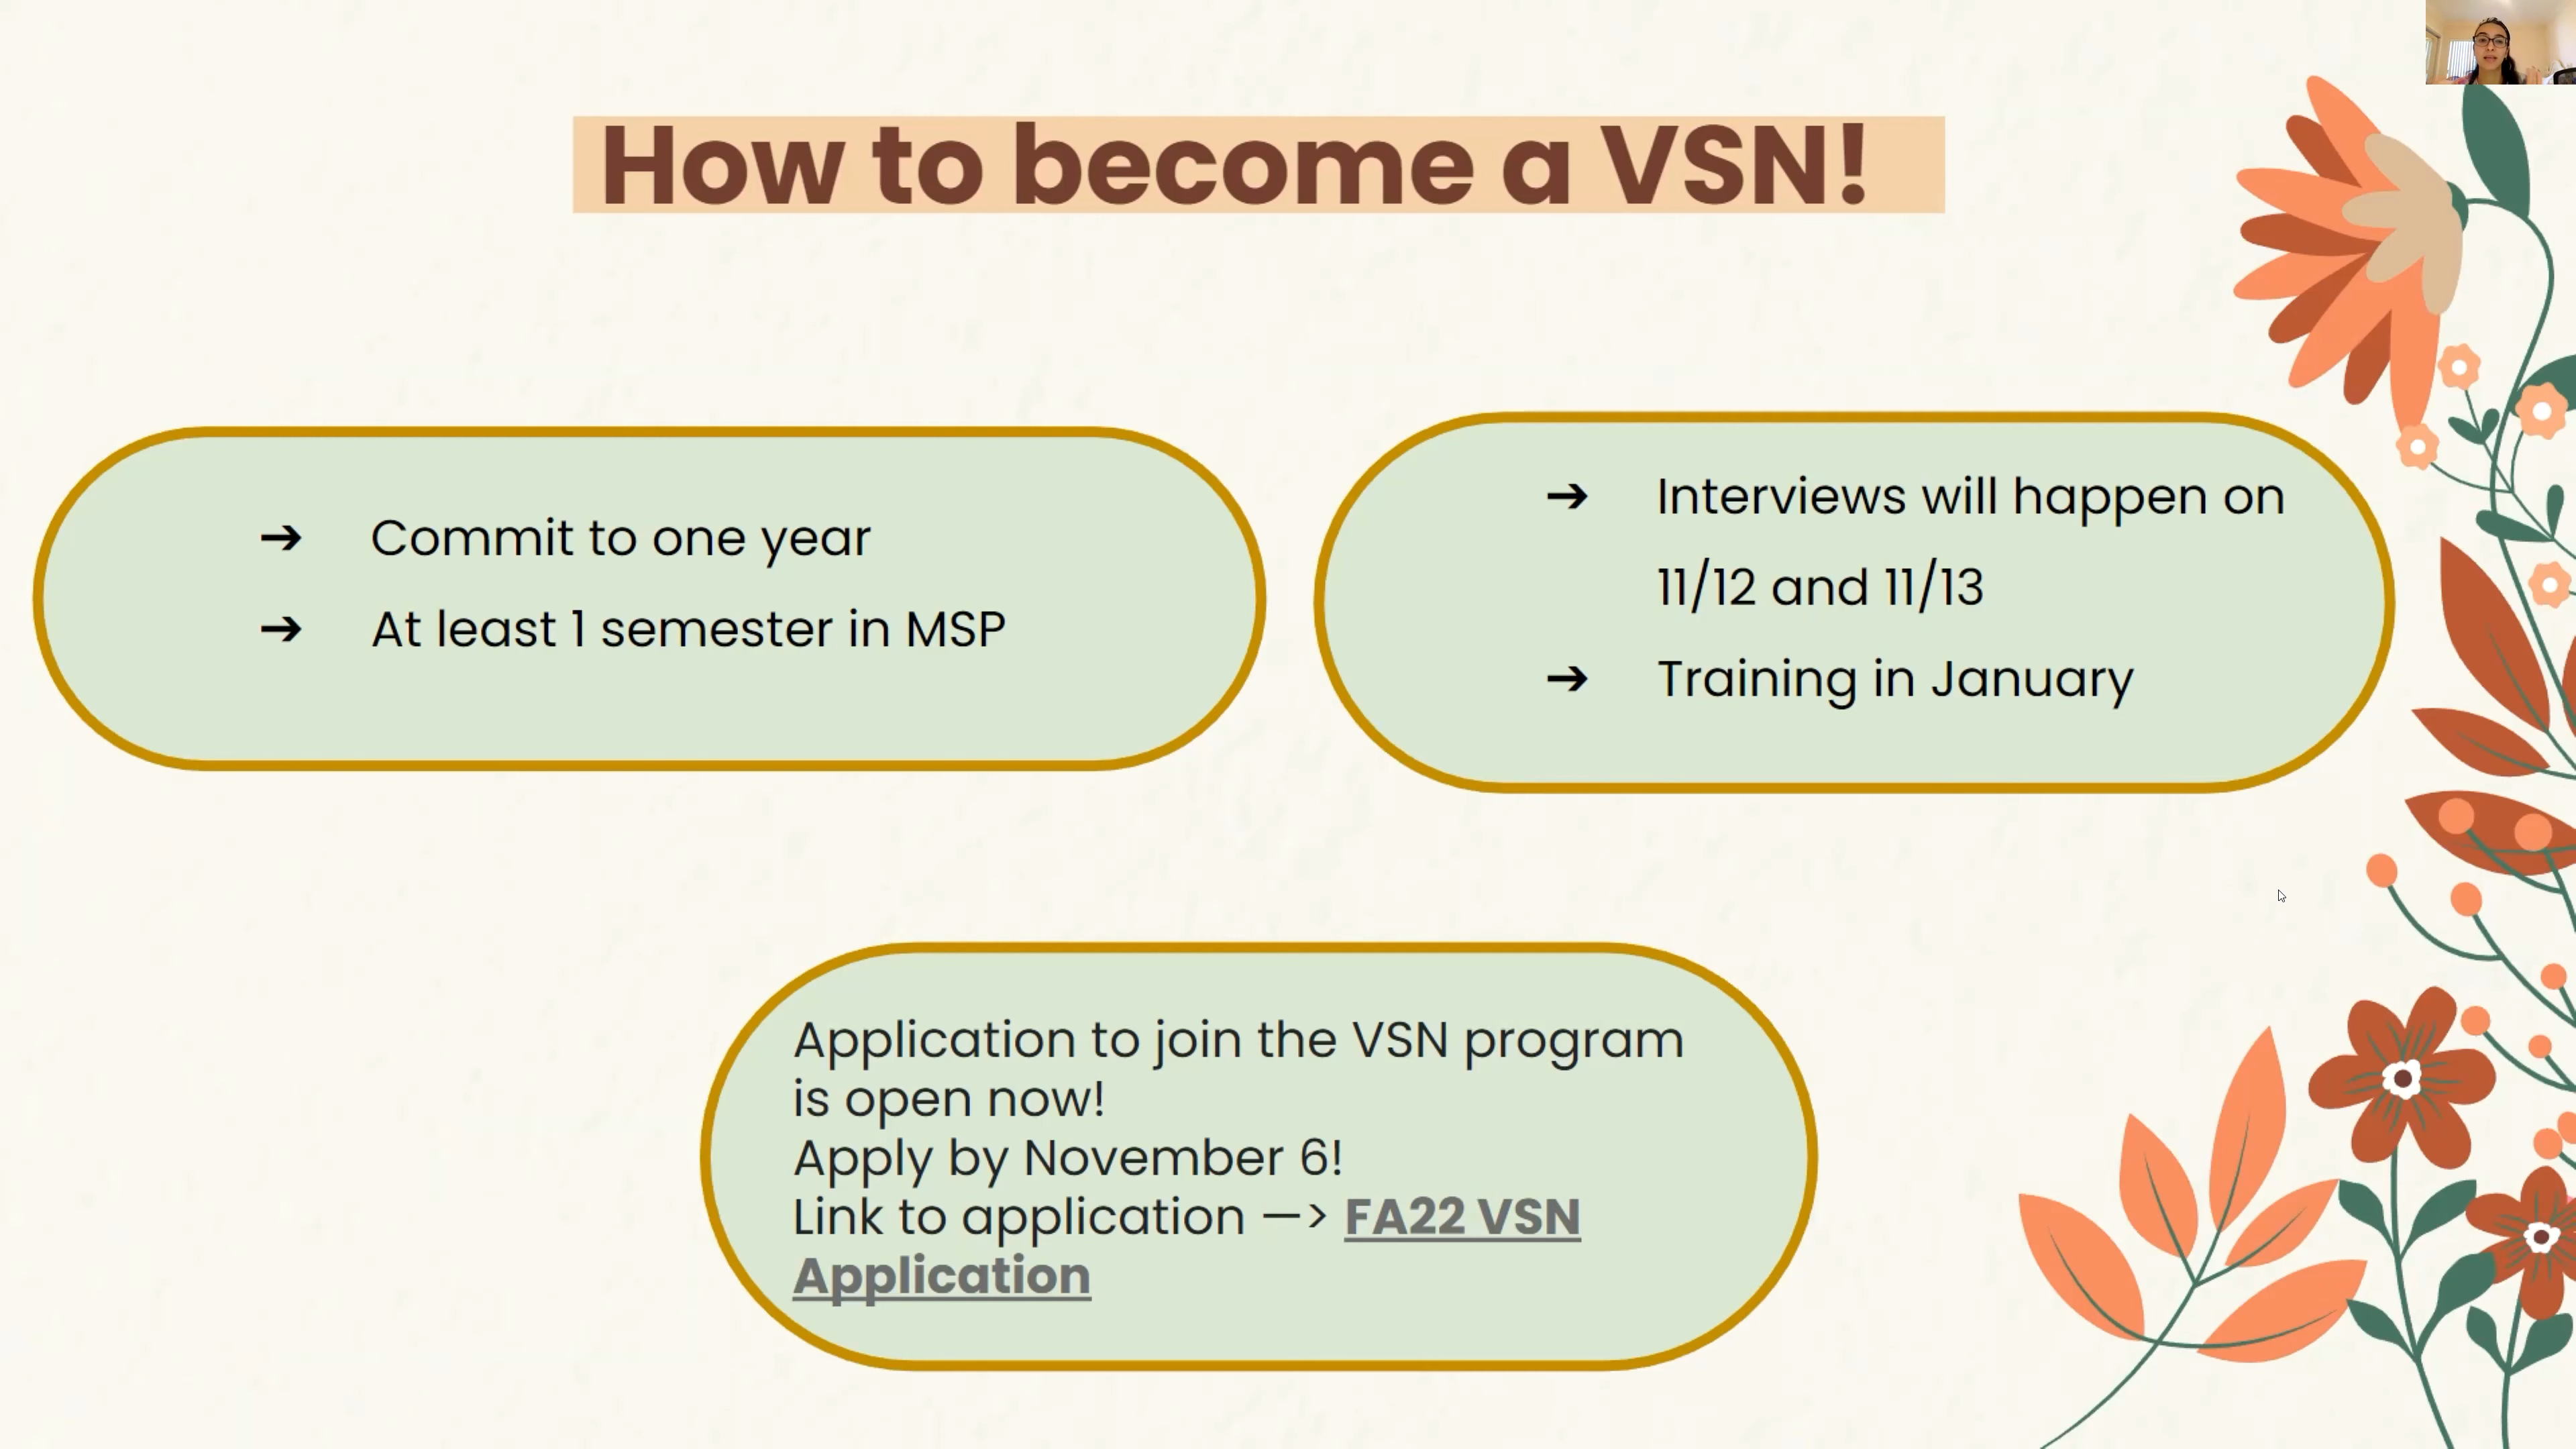 How to become a VSN!
➔ Commit to one year
➔ At least 1 semester in MSP
➔ Interviews will happen on
11/12 and 11/13
➔ Training in January
Application to join the VSN program
is open now!
Apply by November 6!
Link to application —> FA22 VSN
Application